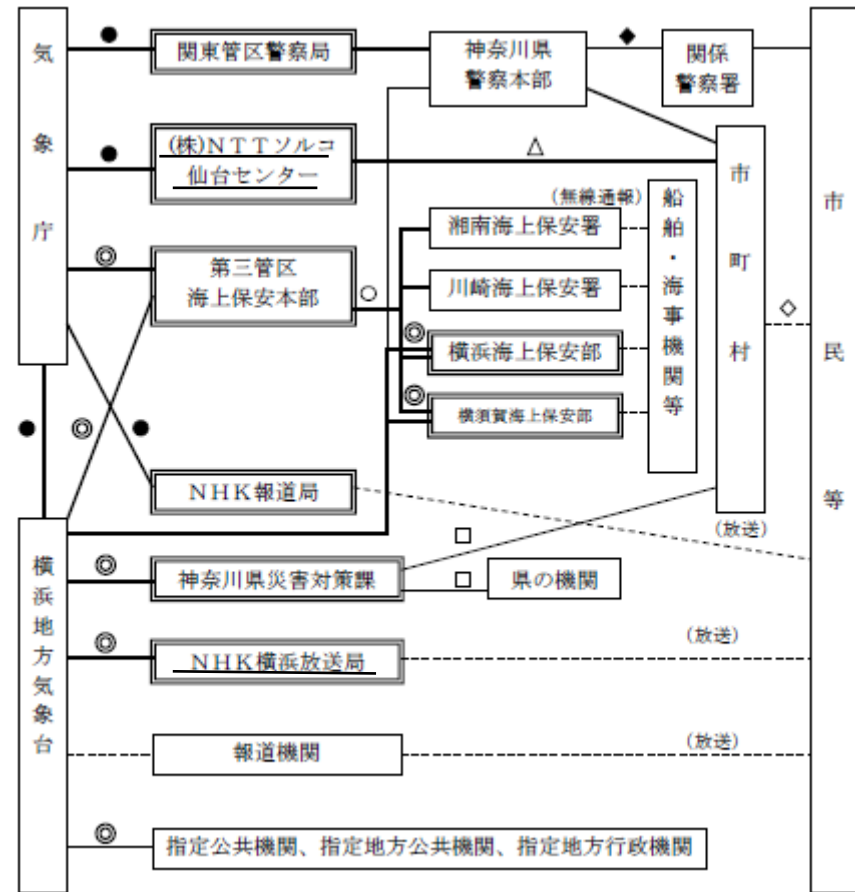 気象庁
関東管区警察局
神奈川県
警察本部
関係
警察署
(株)NTTソルコ
仙台センター
市町村
市民等
(無線通報)
船舶・海事機関等
第三管区
海上保安本部
湘南海上保安署
川崎海上保安署
横浜海上保安部
横須賀海上保安部
NHK報道局
(放送)
横浜地方気象台
神奈川県災害対策課
県の機関
NHK横浜放送局
(放送)
報道機関
(放送)
指定公共機関、指定地方公共機関、指定地方行政機関